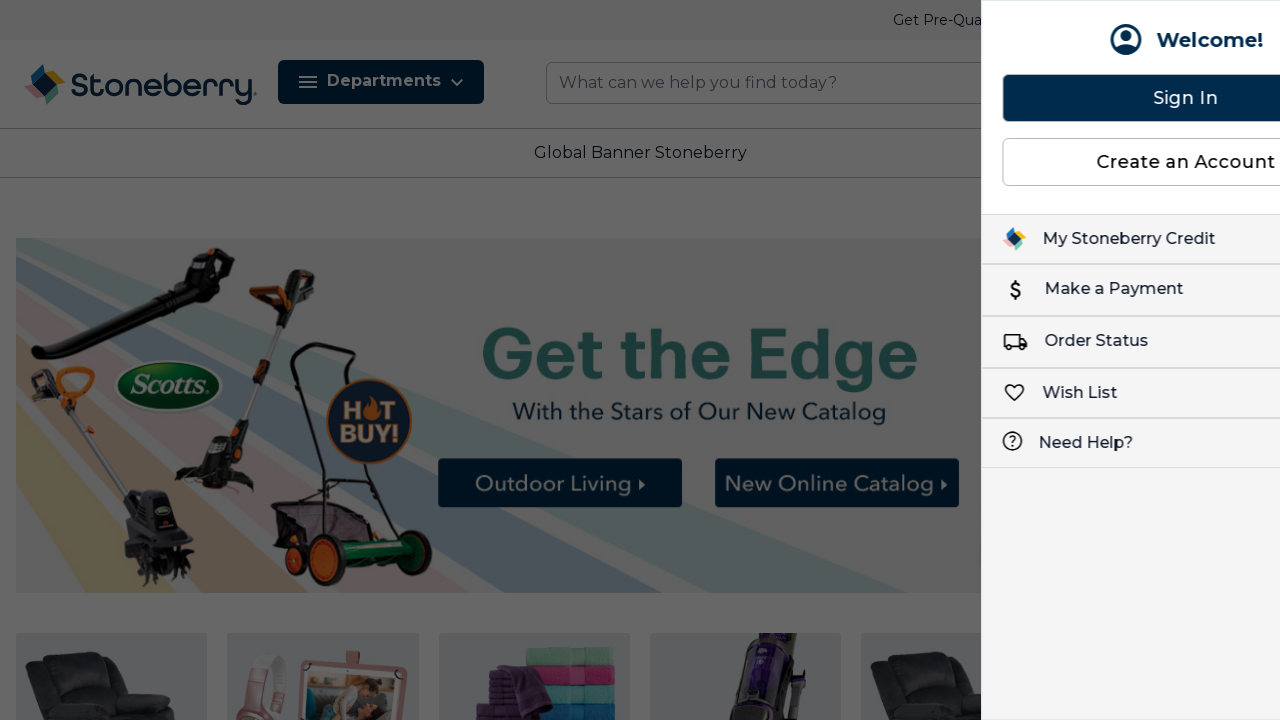 Get Pre-Qua
Welcome!
Stoneberry
Departments
What can we help you find today?
Sign In
Create an Account
Global Banner Stoneberry
My Stoneberry Credit
Make a Payment
Order Status
Wish List
Need Help?
Get the Edge
With the Stars of Our New Catalog
Scotts
HOT
BUY!
Outdoor Living
New Online Catalog